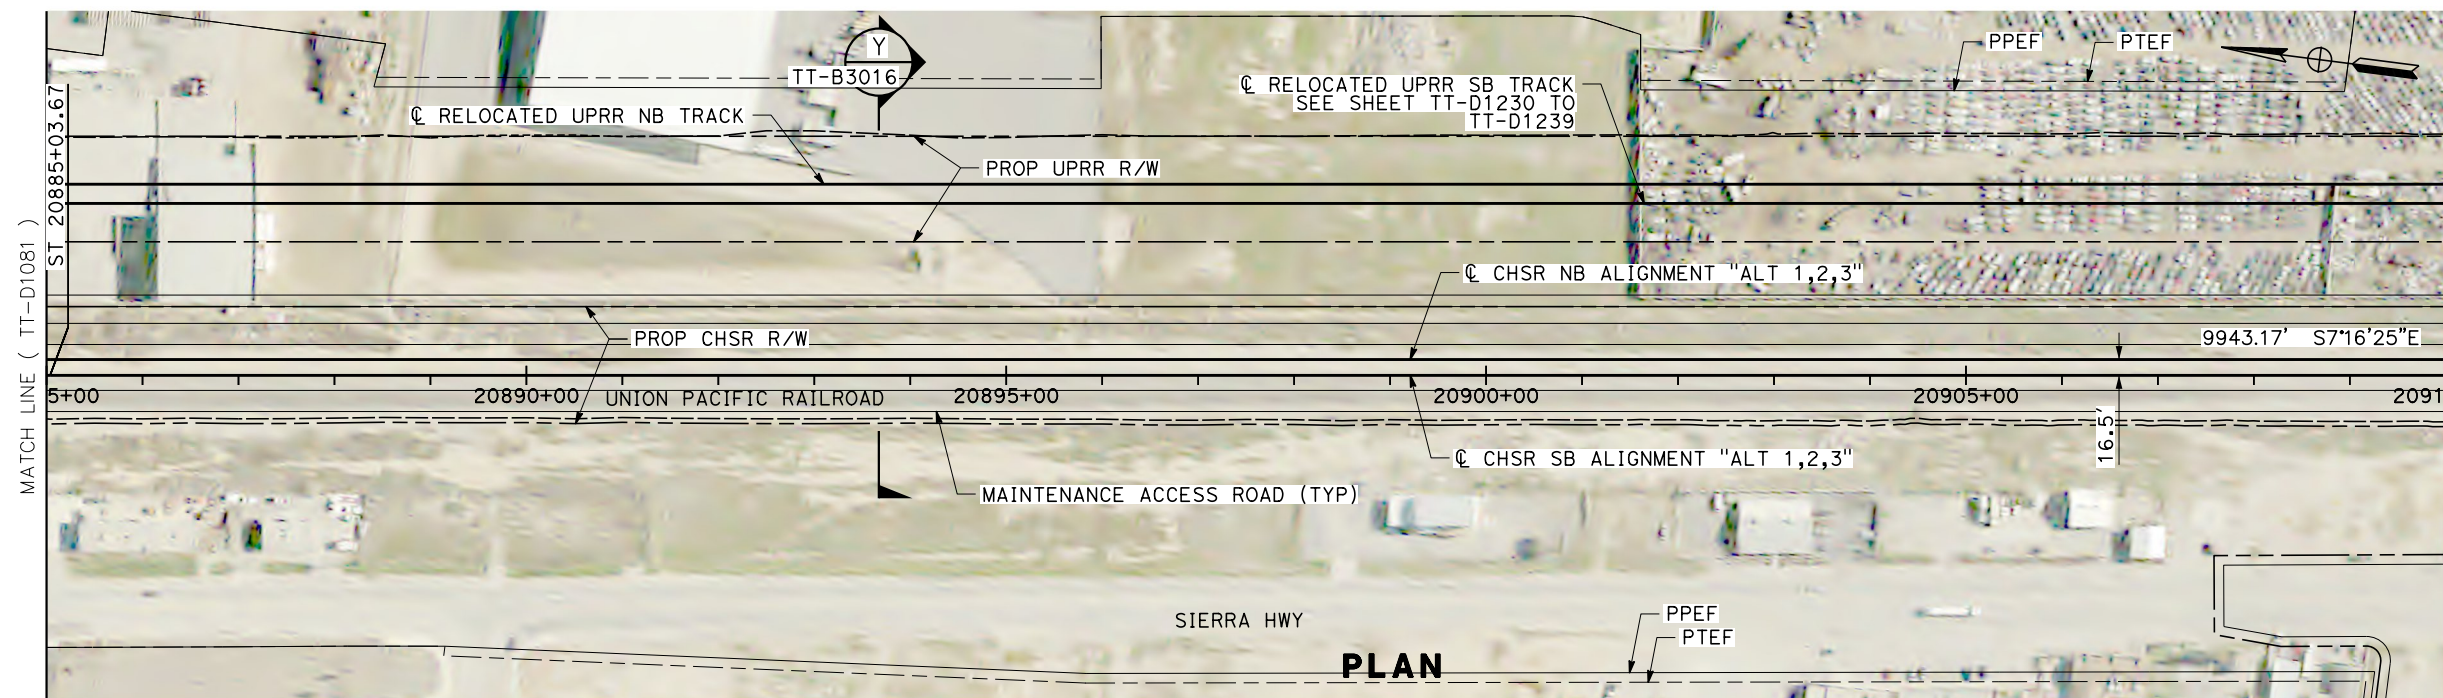 Y
TT-B3016
PPEF
PTEF
℄ RELOCATED UPRR NB TRACK
℄ RELOCATED UPRR SB TRACK
SEE SHEET TT-D1230 TO
TT-D1239
PROP UPRR R/W
ST 20885+03.67
MATCH LINE ( TT-D1081 )
℄ CHSR NB ALIGNMENT "ALT 1,2,3"
PROP CHSR R/W
9943.17' S7°16'25"E
5+00
20890+00
UNION PACIFIC RAILROAD
20895+00
20900+00
20905+00
2091
16.5'
℄ CHSR SB ALIGNMENT "ALT 1,2,3"
MAINTENANCE ACCESS ROAD (TYP)
SIERRA HWY
PPEF
PTEF
PLAN